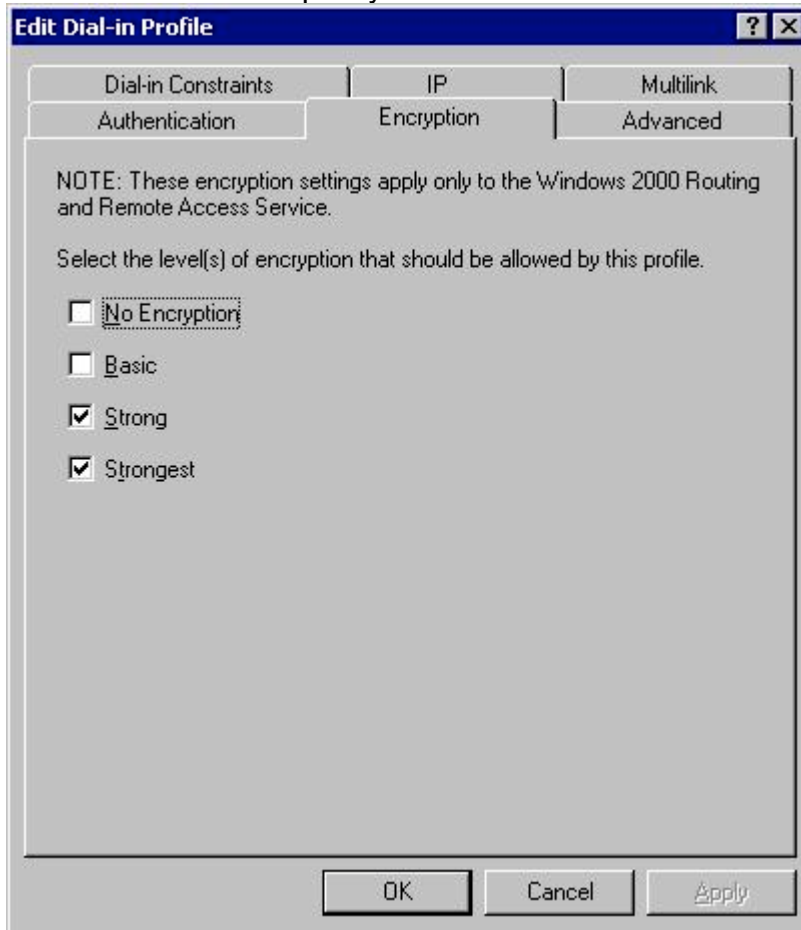 Edit Dial-in Profile
Dial-in Constraints IP Multilink
Authentication Encryption Advanced
NOTE: These encryption settings apply only to the Windows 2000 Routing
and Remote Access Service.
Select the level(s) of encryption that should be allowed by this profile.
No Encryption
Basic
Strong
Strongest
OK Cancel Apply